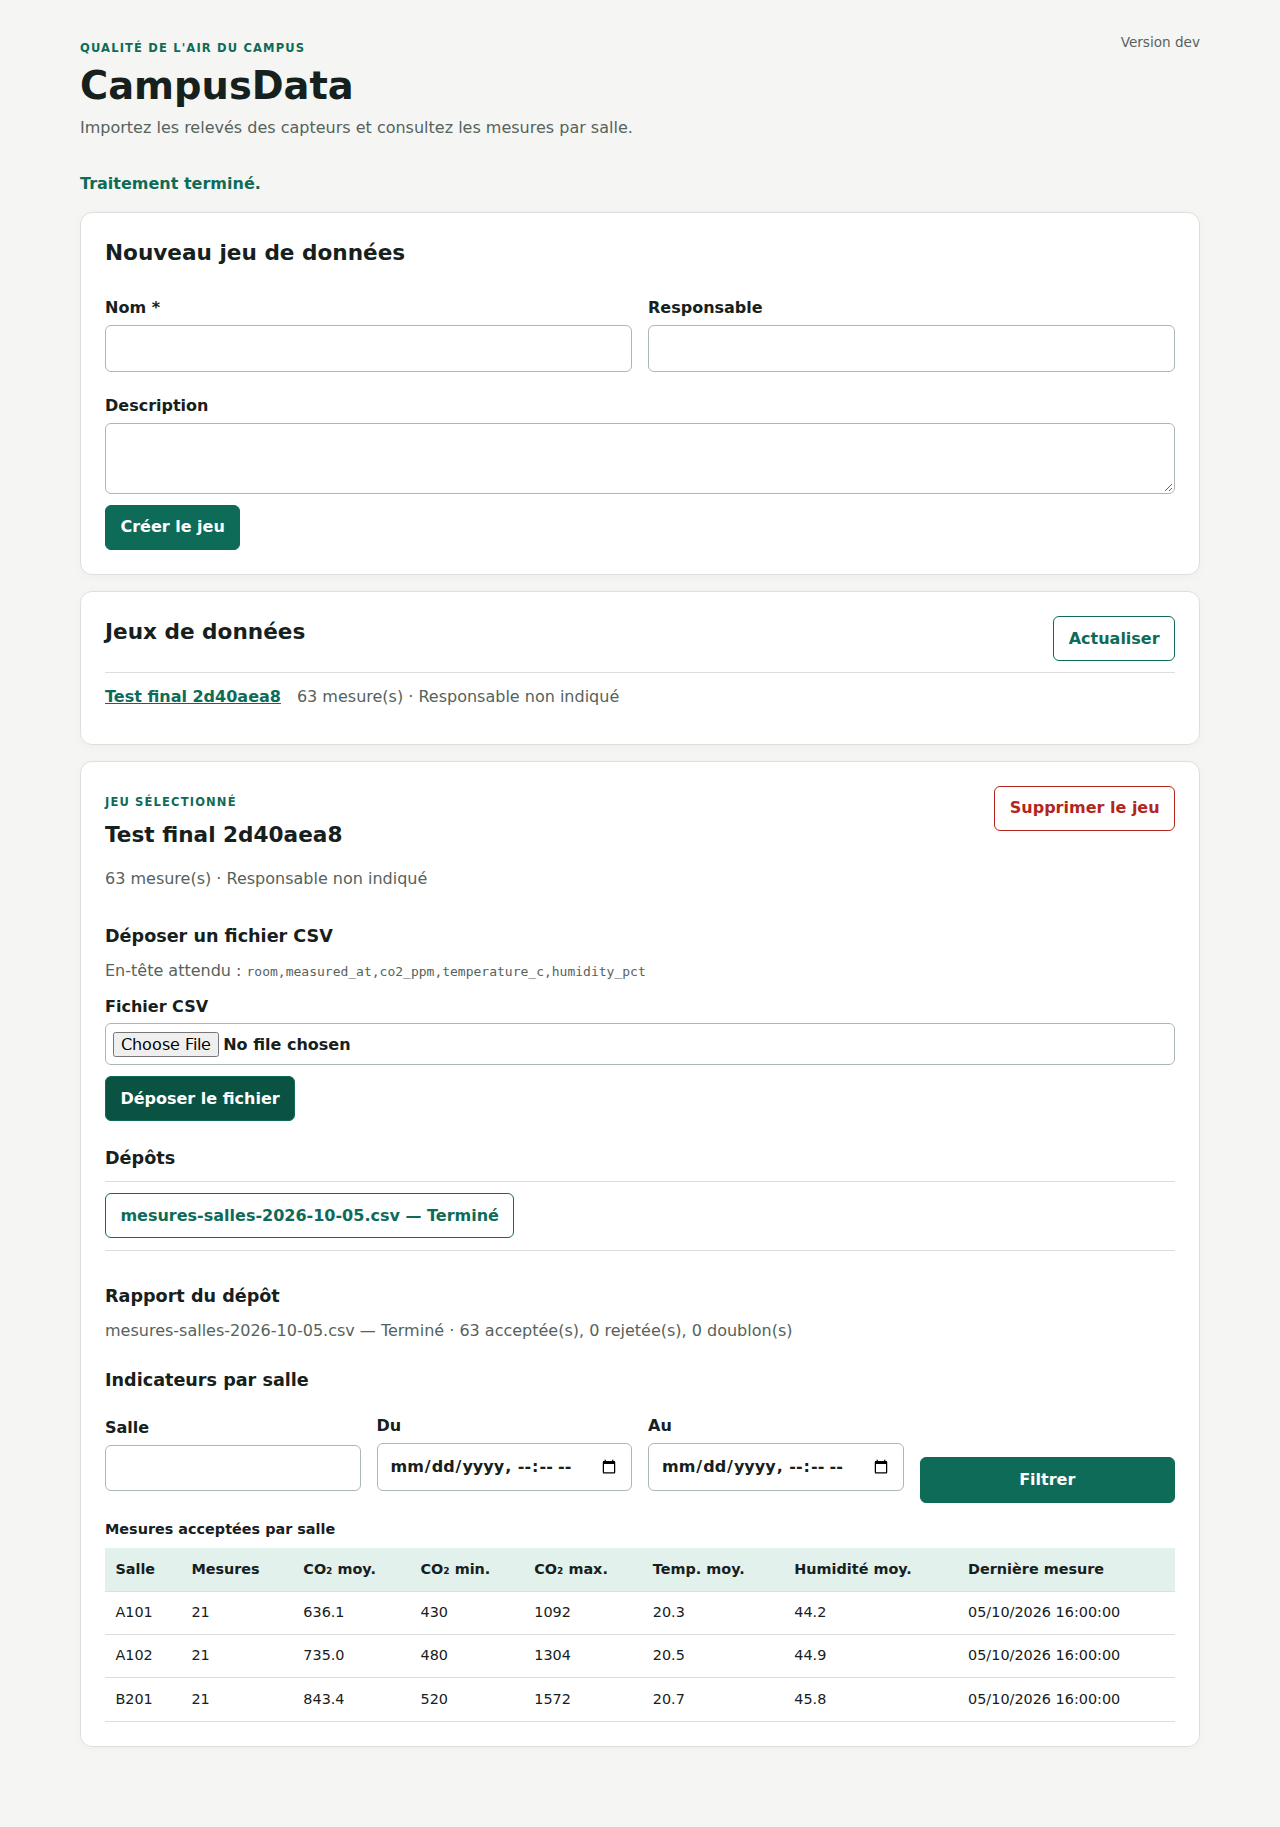 QUALITÉ DE L'AIR DU CAMPUS
Version dev
CampusData
Importez les relevés des capteurs et consultez les mesures par salle.
Traitement terminé.
Nouveau jeu de données
Nom * Responsable
Description
Créer le jeu
Jeux de données
Actualiser
Test final 2d40aea8 63 mesure(s) · Responsable non indiqué
JEU SÉLECTIONNÉ
Supprimer le jeu
Test final 2d40aea8
63 mesure(s) · Responsable non indiqué
Déposer un fichier CSV
En-tête attendu : room,measured_at,co2_ppm,temperature_c,humidity_pct
Fichier CSV
Choose File No file chosen
Déposer le fichier
Dépôts
mesures-salles-2026-10-05.csv — Terminé
Rapport du dépôt
mesures-salles-2026-10-05.csv — Terminé · 63 acceptée(s), 0 rejetée(s), 0 doublon(s)
Indicateurs par salle
Salle Du Au
mm/dd/yyyy, --:-- -- mm/dd/yyyy, --:-- --
Filtrer
Mesures acceptées par salle
Salle Mesures CO₂ moy. CO₂ min. CO₂ max. Temp. moy. Humidité moy. Dernière mesure
A101 21 636.1 430 1092 20.3 44.2 05/10/2026 16:00:00
A102 21 735.0 480 1304 20.5 44.9 05/10/2026 16:00:00
B201 21 843.4 520 1572 20.7 45.8 05/10/2026 16:00:00